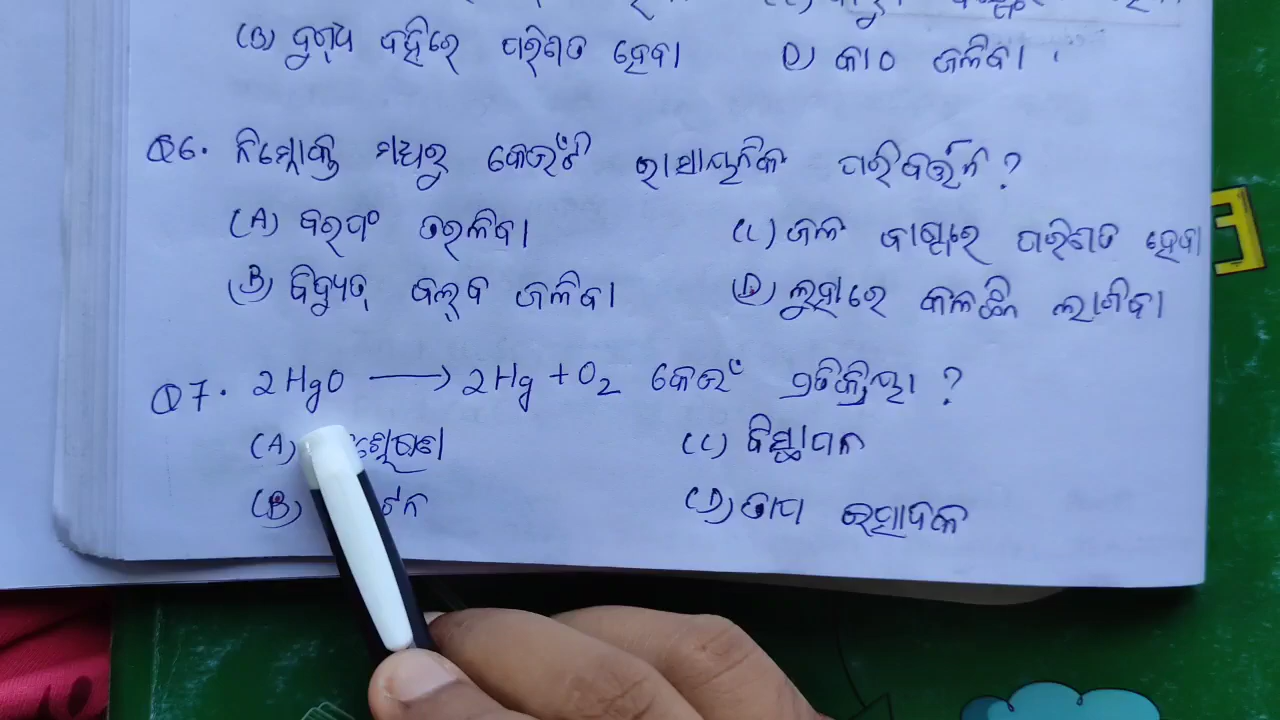 (B) ଦୁଗ୍ଧ ଦହିରେ ପରିଣତ ହେବା D) କାଠ ଜଳିବା
Q6. ନିମ୍ନୋକ୍ତ ମଧ୍ୟରୁ କେଉଁଟି ରାସାୟନିକ ପରିବର୍ତ୍ତନ ?
(A) ବରଫ ତରଳିବା (C) ଜଳ ବାଷ୍ପରେ ପରିଣତ ହେବା
(B) ବିଦ୍ୟୁତ୍ ବଲ୍ବ ଜଳିବା (D) ଲୁହାରେ କଳଙ୍କି ଲାଗିବା
Q7. 2HgO ⟶ 2Hg + O₂ କେଉଁ ପ୍ରତିକ୍ରିୟା ?
(A) (C) ବିସ୍ଥାପନ
(B) (D) ତାପ ଉତ୍ପାଦକ